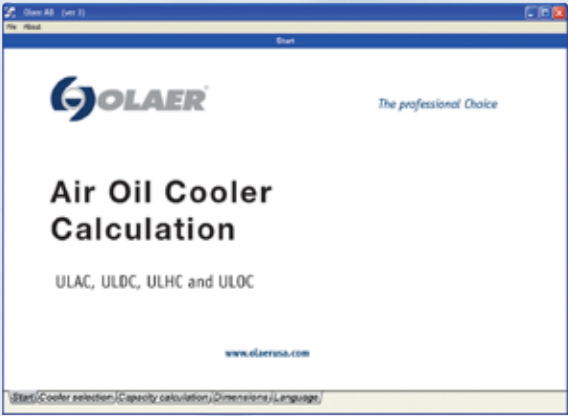 Olaer AB (ver 3)
File About
Start
OLAER
The professional Choice
Air Oil Cooler
Calculation
ULAC, ULDC, ULHC and ULOC
www.olaerusa.com
Start Cooler selection Capacity calculation Dimensions Language